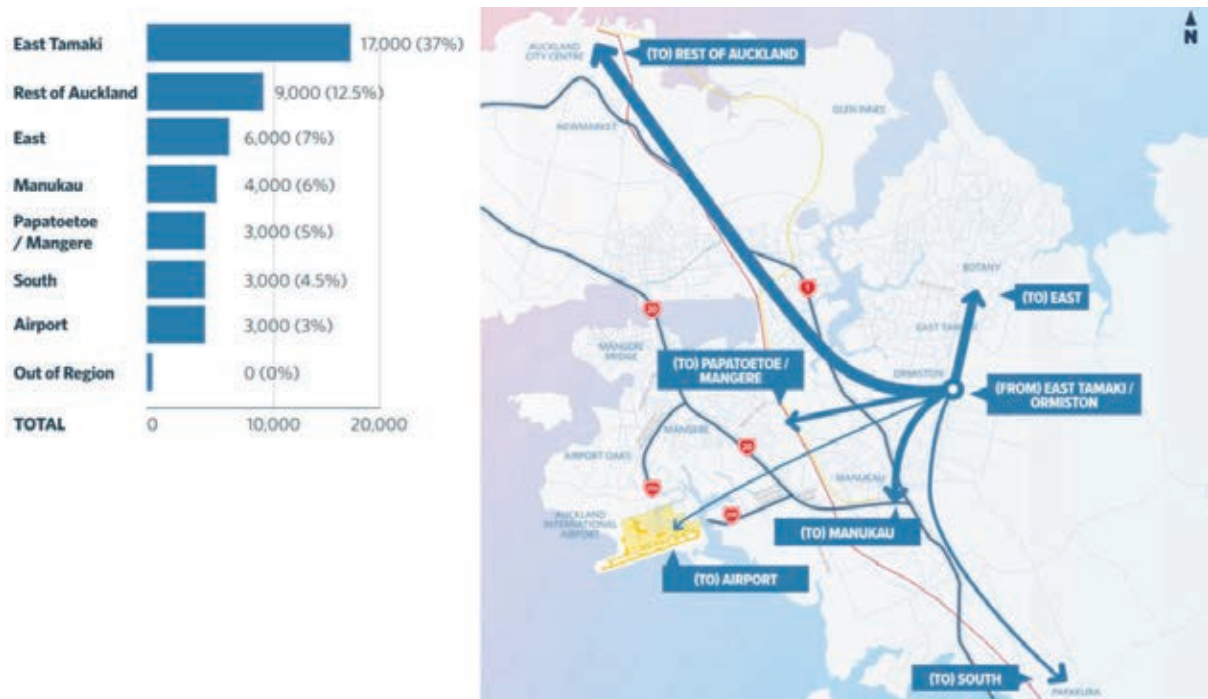 East Tamaki 17,000 (37%)
Rest of Auckland 9,000 (12.5%)
East 6,000 (7%)
Manukau 4,000 (6%)
Papatoetoe
/ Mangere 3,000 (5%)
South 3,000 (4.5%)
Airport 3,000 (3%)
Out of Region 0 (0%)
TOTAL 0 10,000 20,000
N
AUCKLAND
CITY CENTRE
(TO) REST OF AUCKLAND
GLEN INNES
NEWMARKET
BOTANY
1
(TO) EAST
20
EAST TAMAKI
MANGERE
BRIDGE
(TO) PAPATOETOE /
MANGERE
ORMISTON
(FROM) EAST TAMAKI /
ORMISTON
MANGERE
20
AIRPORT OAKS
MANUKAU
AUCKLAND
INTERNATIONAL
AIRPORT
(TO) MANUKAU
(TO) AIRPORT
(TO) SOUTH
PAPAKURA